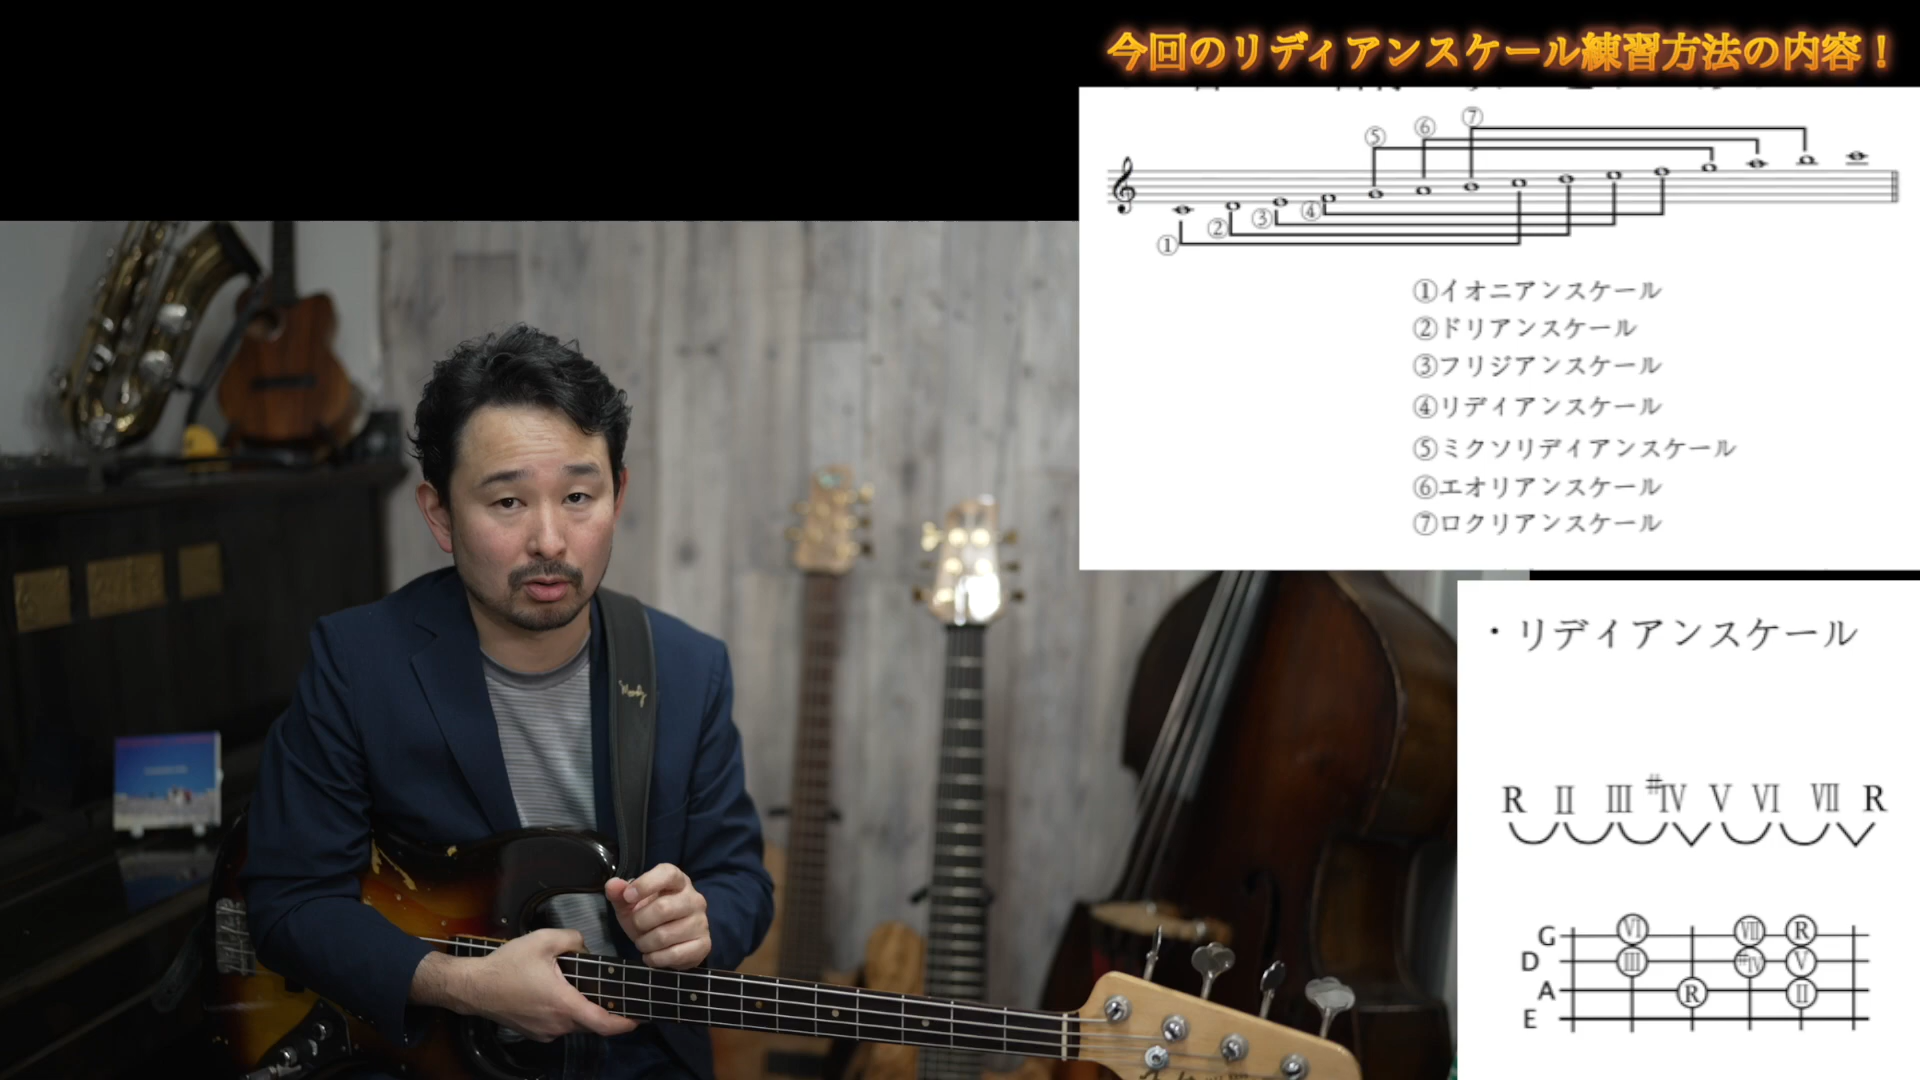 今回のリディアンスケール練習方法の内容！
⑤ ⑥ ⑦
① ② ③ ④
①イオニアンスケール
②ドリアンスケール
③フリジアンスケール
④リディアンスケール
⑤ミクソリディアンスケール
⑥エオリアンスケール
⑦ロクリアンスケール
・リディアンスケール
R Ⅱ Ⅲ #Ⅳ Ⅴ Ⅵ Ⅶ R
G Ⅵ Ⅶ R
D Ⅲ #Ⅳ Ⅴ
A R Ⅱ
E
Moody